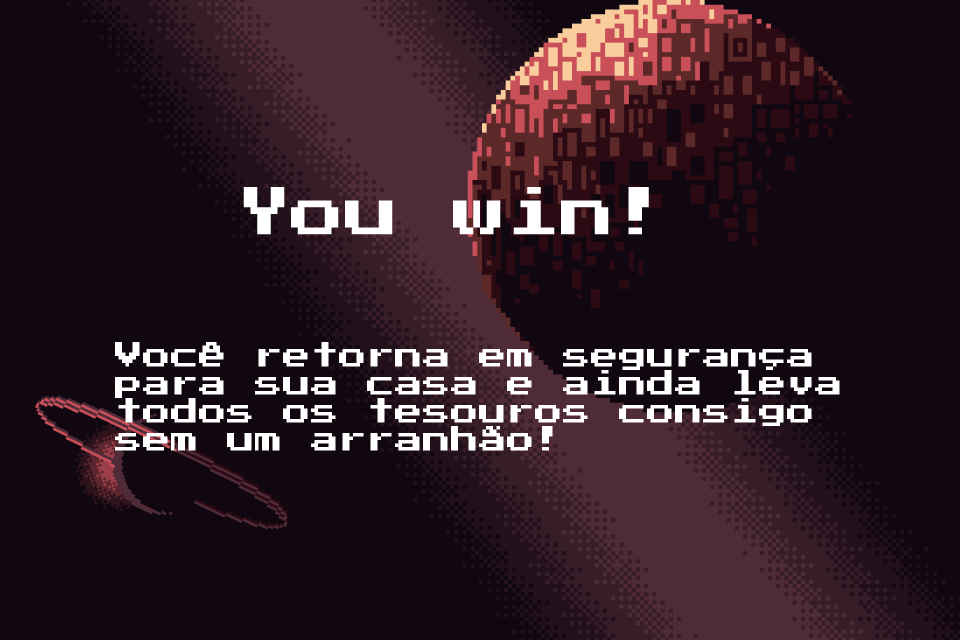 You win!
Você retorna em segurança
para sua casa e ainda leva
todos os tesouros consigo
sem um arranhão!